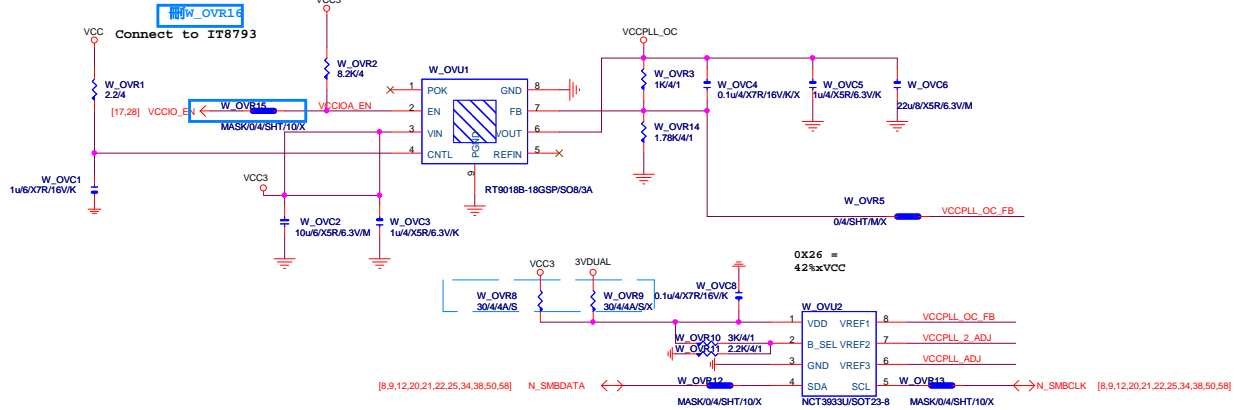 刪W_OVR16
Connect to IT8793
VCC
VCC3
VCCPLL_OC
W_OVR1
2.2/4
W_OVR2
8.2K/4
W_OVU1
1 POK
2 EN
3 VIN
4 CNTL
GND 8
FB 7
VOUT 6
REFIN 5
PGND
9
RT9018B-18GSP/SO8/3A
W_OVR3
1K/4/1
W_OVC4
0.1u/4/X7R/16V/K/X
W_OVC5
1u/4/X5R/6.3V/K
W_OVC6
22u/8/X5R/6.3V/M
[17,28] VCCIO_EN
W_OVR15
VCCIOA_EN
MASK/0/4/SHT/10/X
W_OVR14
1.78K/4/1
W_OVC1
1u/6/X7R/16V/K
VCC3
W_OVC2
10u/6/X5R/6.3V/M
W_OVC3
1u/4/X5R/6.3V/K
W_OVR5
0/4/SHT/M/X
VCCPLL_OC_FB
0X26 =
42%xVCC
VCC3
3VDUAL
W_OVR8
30/4/4A/S
W_OVR9
30/4/4A/S/X
W_OVC8
0.1u/4/X7R/16V/K
W_OVU2
1 VDD VREF1 8 VCCPLL_OC_FB
W_OVR10 3K/4/1
W_OVR11 2.2K/4/1
2 B_SEL VREF2 7 VCCPLL_2_ADJ
3 GND VREF3 6 VCCPLL_ADJ
[8,9,12,20,21,22,25,34,38,50,58] N_SMBDATA W_OVR12 4 SDA SCL 5 W_OVR13 N_SMBCLK [8,9,12,20,21,22,25,34,38,50,58]
MASK/0/4/SHT/10/X NCT3933U/SOT23-8 MASK/0/4/SHT/10/X